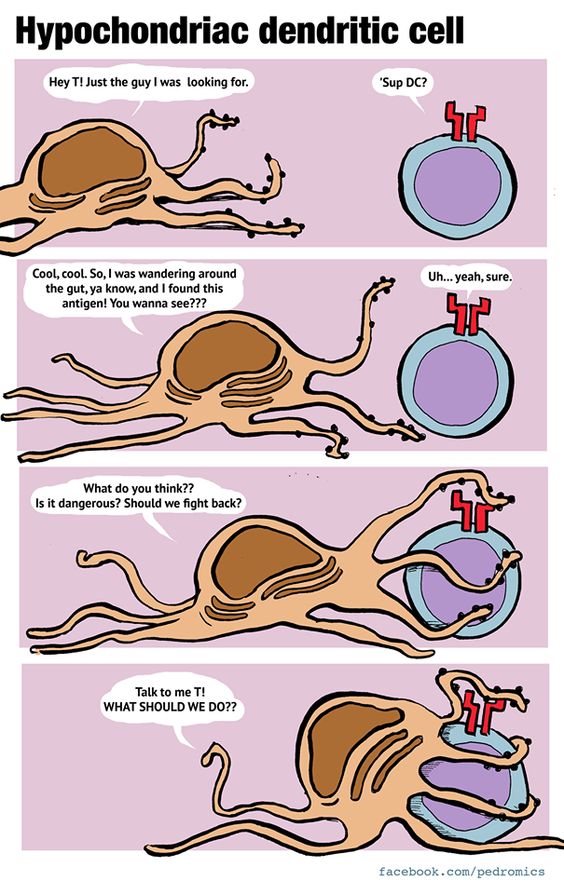 Hypochondriac dendritic cell
Hey T! Just the guy I was looking for.
'Sup DC?
Cool, cool. So, I was wandering around
the gut, ya know, and I found this
antigen! You wanna see???
Uh... yeah, sure.
What do you think??
Is it dangerous? Should we fight back?
Talk to me T!
WHAT SHOULD WE DO??
facebook.com/pedromics